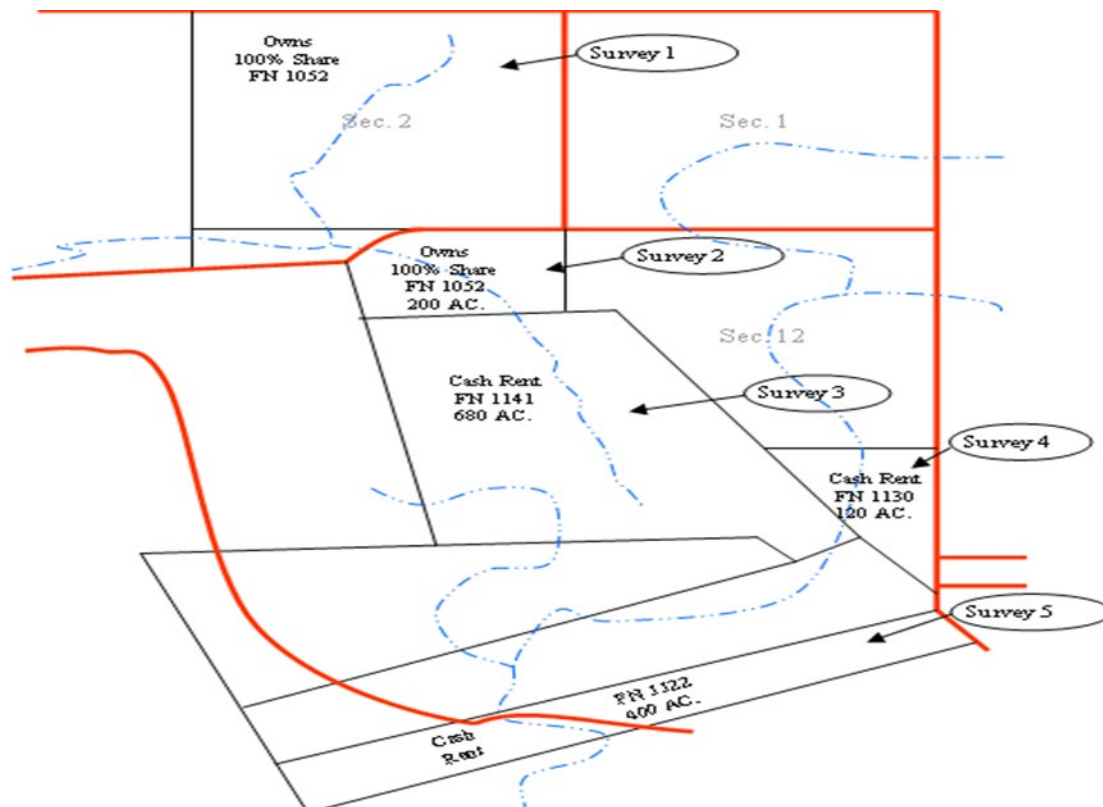 Owns
100% Share
FN 1052
Survey 1
Sec. 2
Sec. 1
Owns
100% Share
FN 1052
200 AC.
Survey 2
Sec. 12
Cash Rent
FN 1141
680 AC.
Survey 3
Survey 4
Cash Rent
FN 1130
120 AC.
Survey 5
FN 1122
400 AC.
Cash
Rent